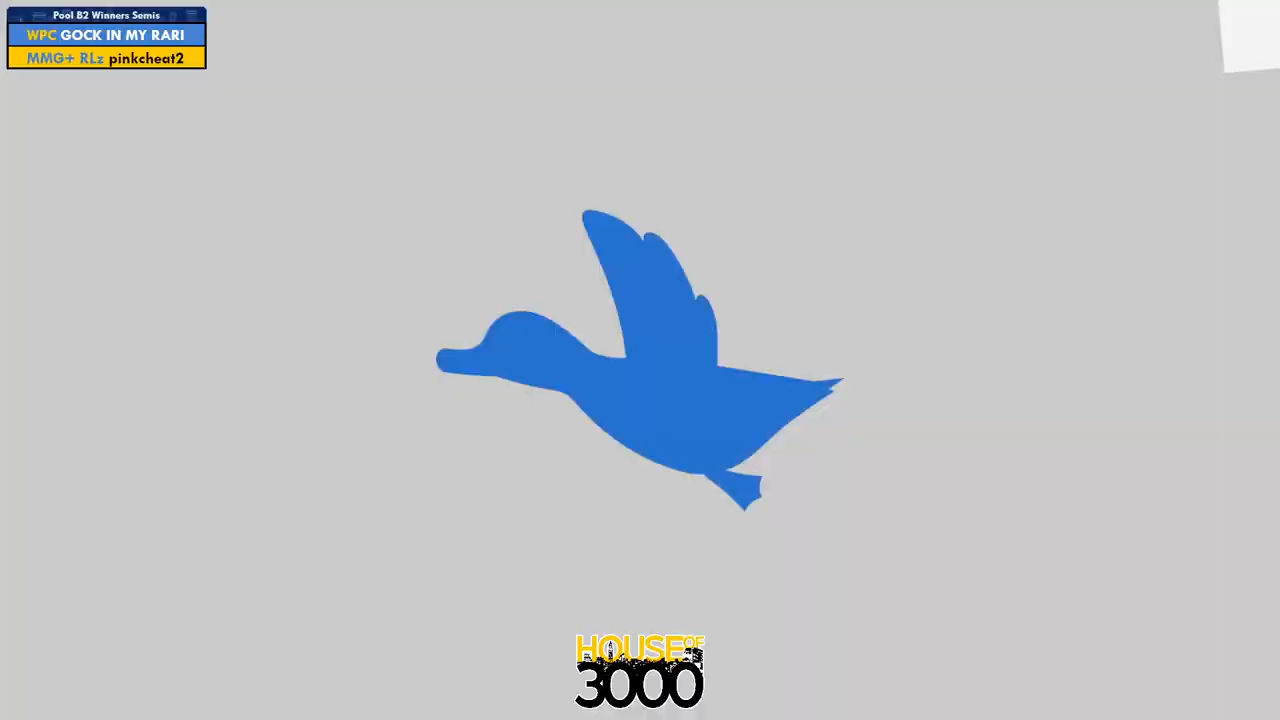 Pool B2 Winners Semis
WPC GOCK IN MY RARI
MMG+ RLz pinkcheat2
HOUSE OF
3000